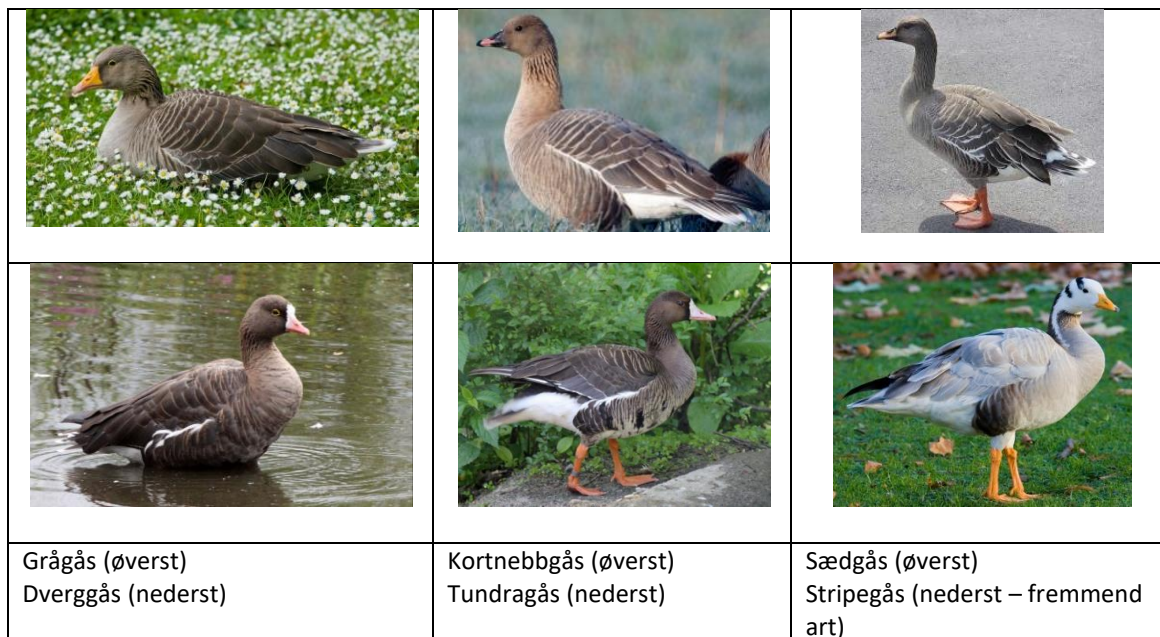 Grågås (øverst)
Dverggås (nederst)
Kortnebbgås (øverst)
Tundragås (nederst)
Sædgås (øverst)
Stripegås (nederst – fremmend
art)